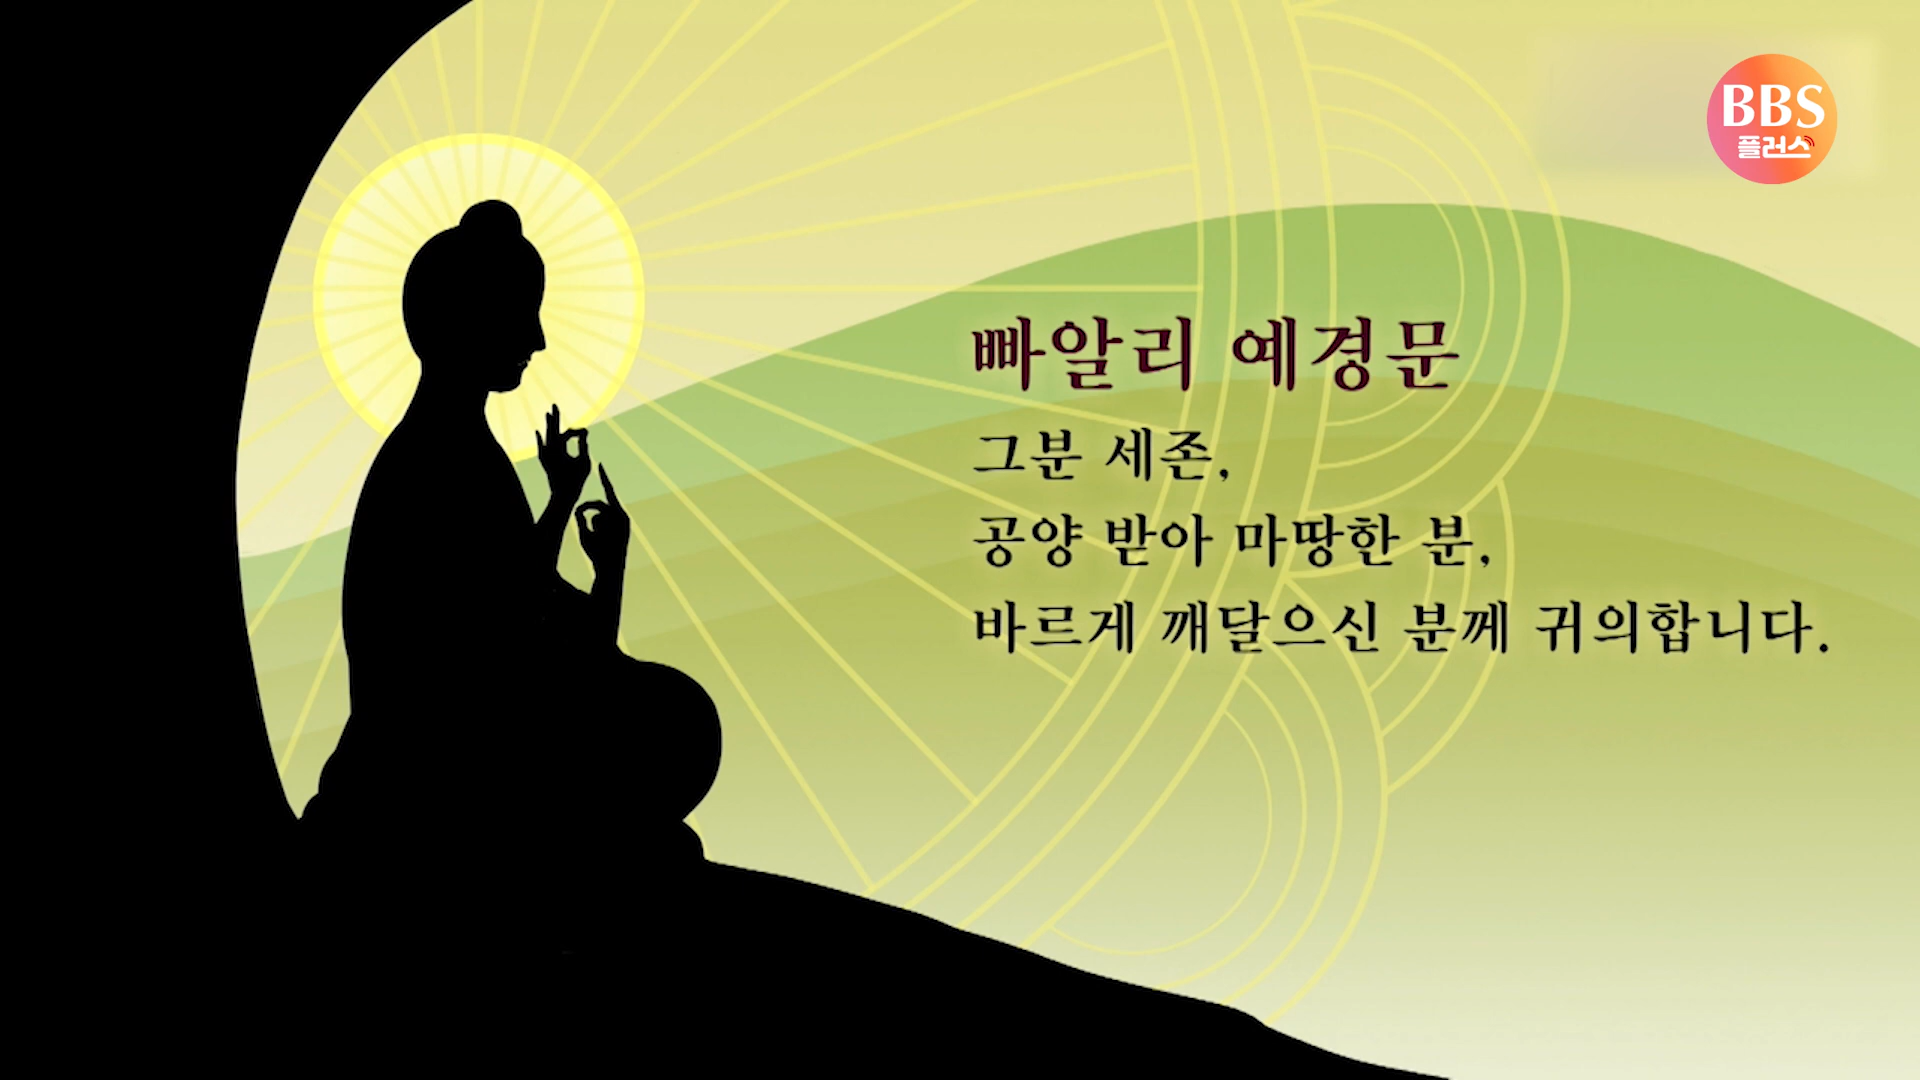 BBS
플러스
빠알리 예경문
그분 세존,
공양 받아 마땅한 분,
바르게 깨달으신 분께 귀의합니다.